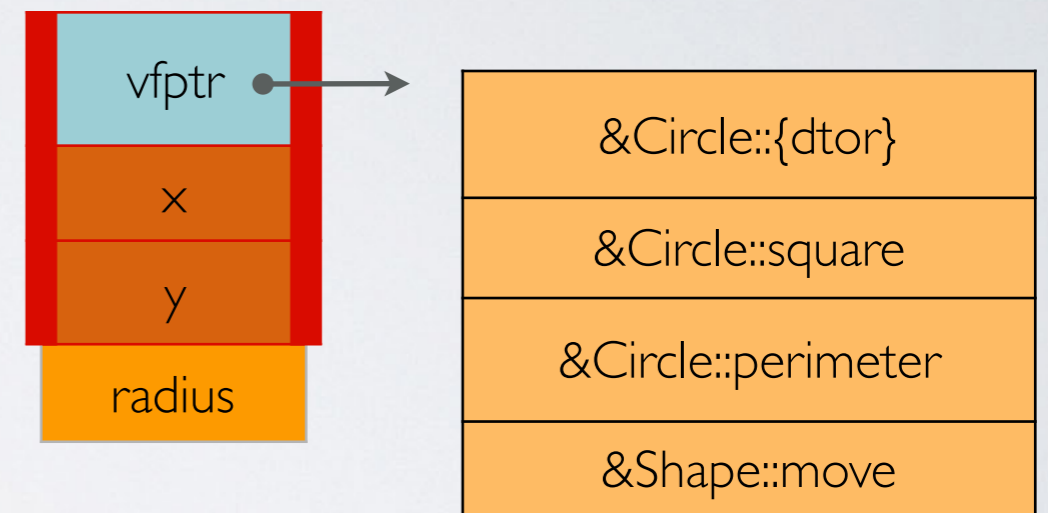 vfptr
x
y
radius
&Circle::{dtor}
&Circle::square
&Circle::perimeter
&Shape::move